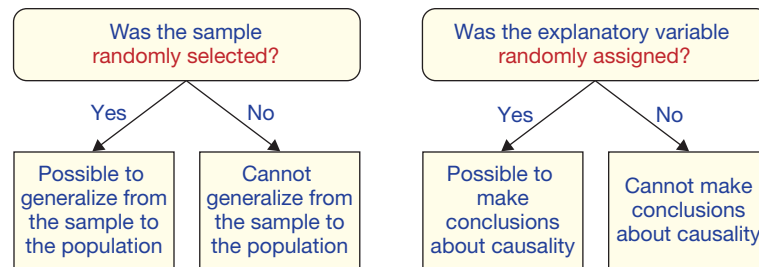 Was the sample
randomly selected?
Yes
No
Possible to
generalize from
the sample to
the population
Cannot
generalize from
the sample to
the population
Was the explanatory variable
randomly assigned?
Yes
No
Possible to
make
conclusions
about causality
Cannot make
conclusions
about causality